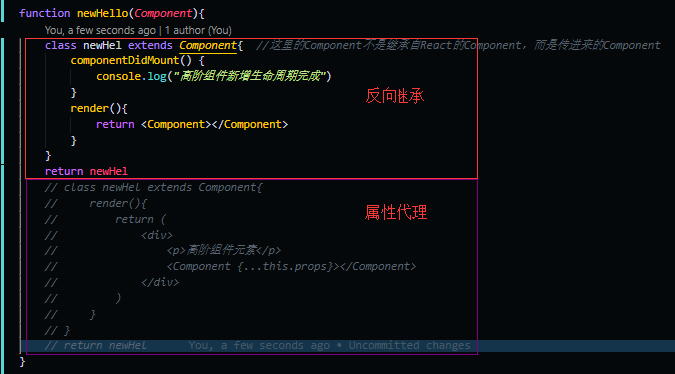 function newHello(Component){
You, a few seconds ago | 1 author (You)
class newHel extends Component{  //这里的Component不是继承自React的Component，而是传进来的Component
componentDidMount() {
console.log("高阶组件新增生命周期完成")
}
反向继承
render(){
return <Component></Component>
}
}
return newHel
// class newHel extends Component{
//     render(){
属性代理
//         return (
//             <div>
//                 <p>高阶组件元素</p>
//                 <Component {...this.props}></Component>
//             </div>
//         )
//     }
// }
// return newHel     You, a few seconds ago • Uncommitted changes
}